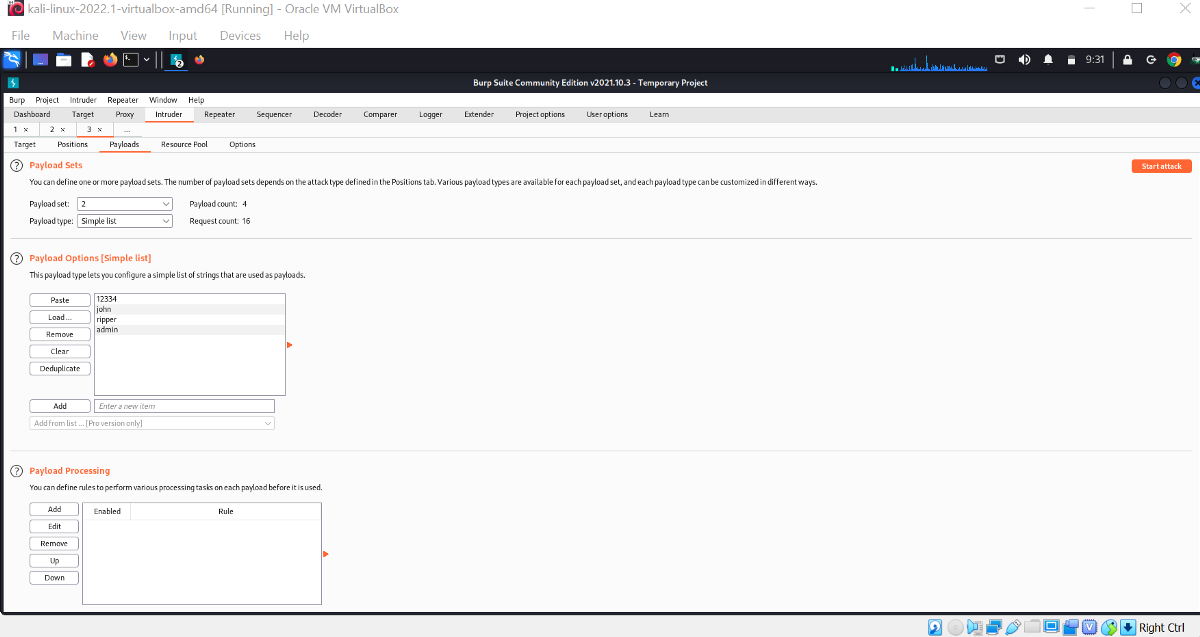 kali-linux-2022.1-virtualbox-amd64 [Running] - Oracle VM VirtualBox
File Machine View Input Devices Help
9:31
Burp Suite Community Edition v2021.10.3 - Temporary Project
Burp Project Intruder Repeater Window Help
Dashboard Target Proxy Intruder Repeater Sequencer Decoder Comparer Logger Extender Project options User options Learn
1 × 2 × 3 × ...
Target Positions Payloads Resource Pool Options
? Payload Sets
Start attack
You can define one or more payload sets. The number of payload sets depends on the attack type defined in the Positions tab. Various payload types are available for each payload set, and each payload type can be customized in different ways.
Payload set: 2 Payload count: 4
Payload type: Simple list Request count: 16
? Payload Options [Simple list]
This payload type lets you configure a simple list of strings that are used as payloads.
Paste
Load ...
Remove
Clear
Deduplicate
12334
john
ripper
admin
Add Enter a new item
Add from list ... [Pro version only]
? Payload Processing
You can define rules to perform various processing tasks on each payload before it is used.
Add
Edit
Remove
Up
Down
Enabled Rule
Right Ctrl